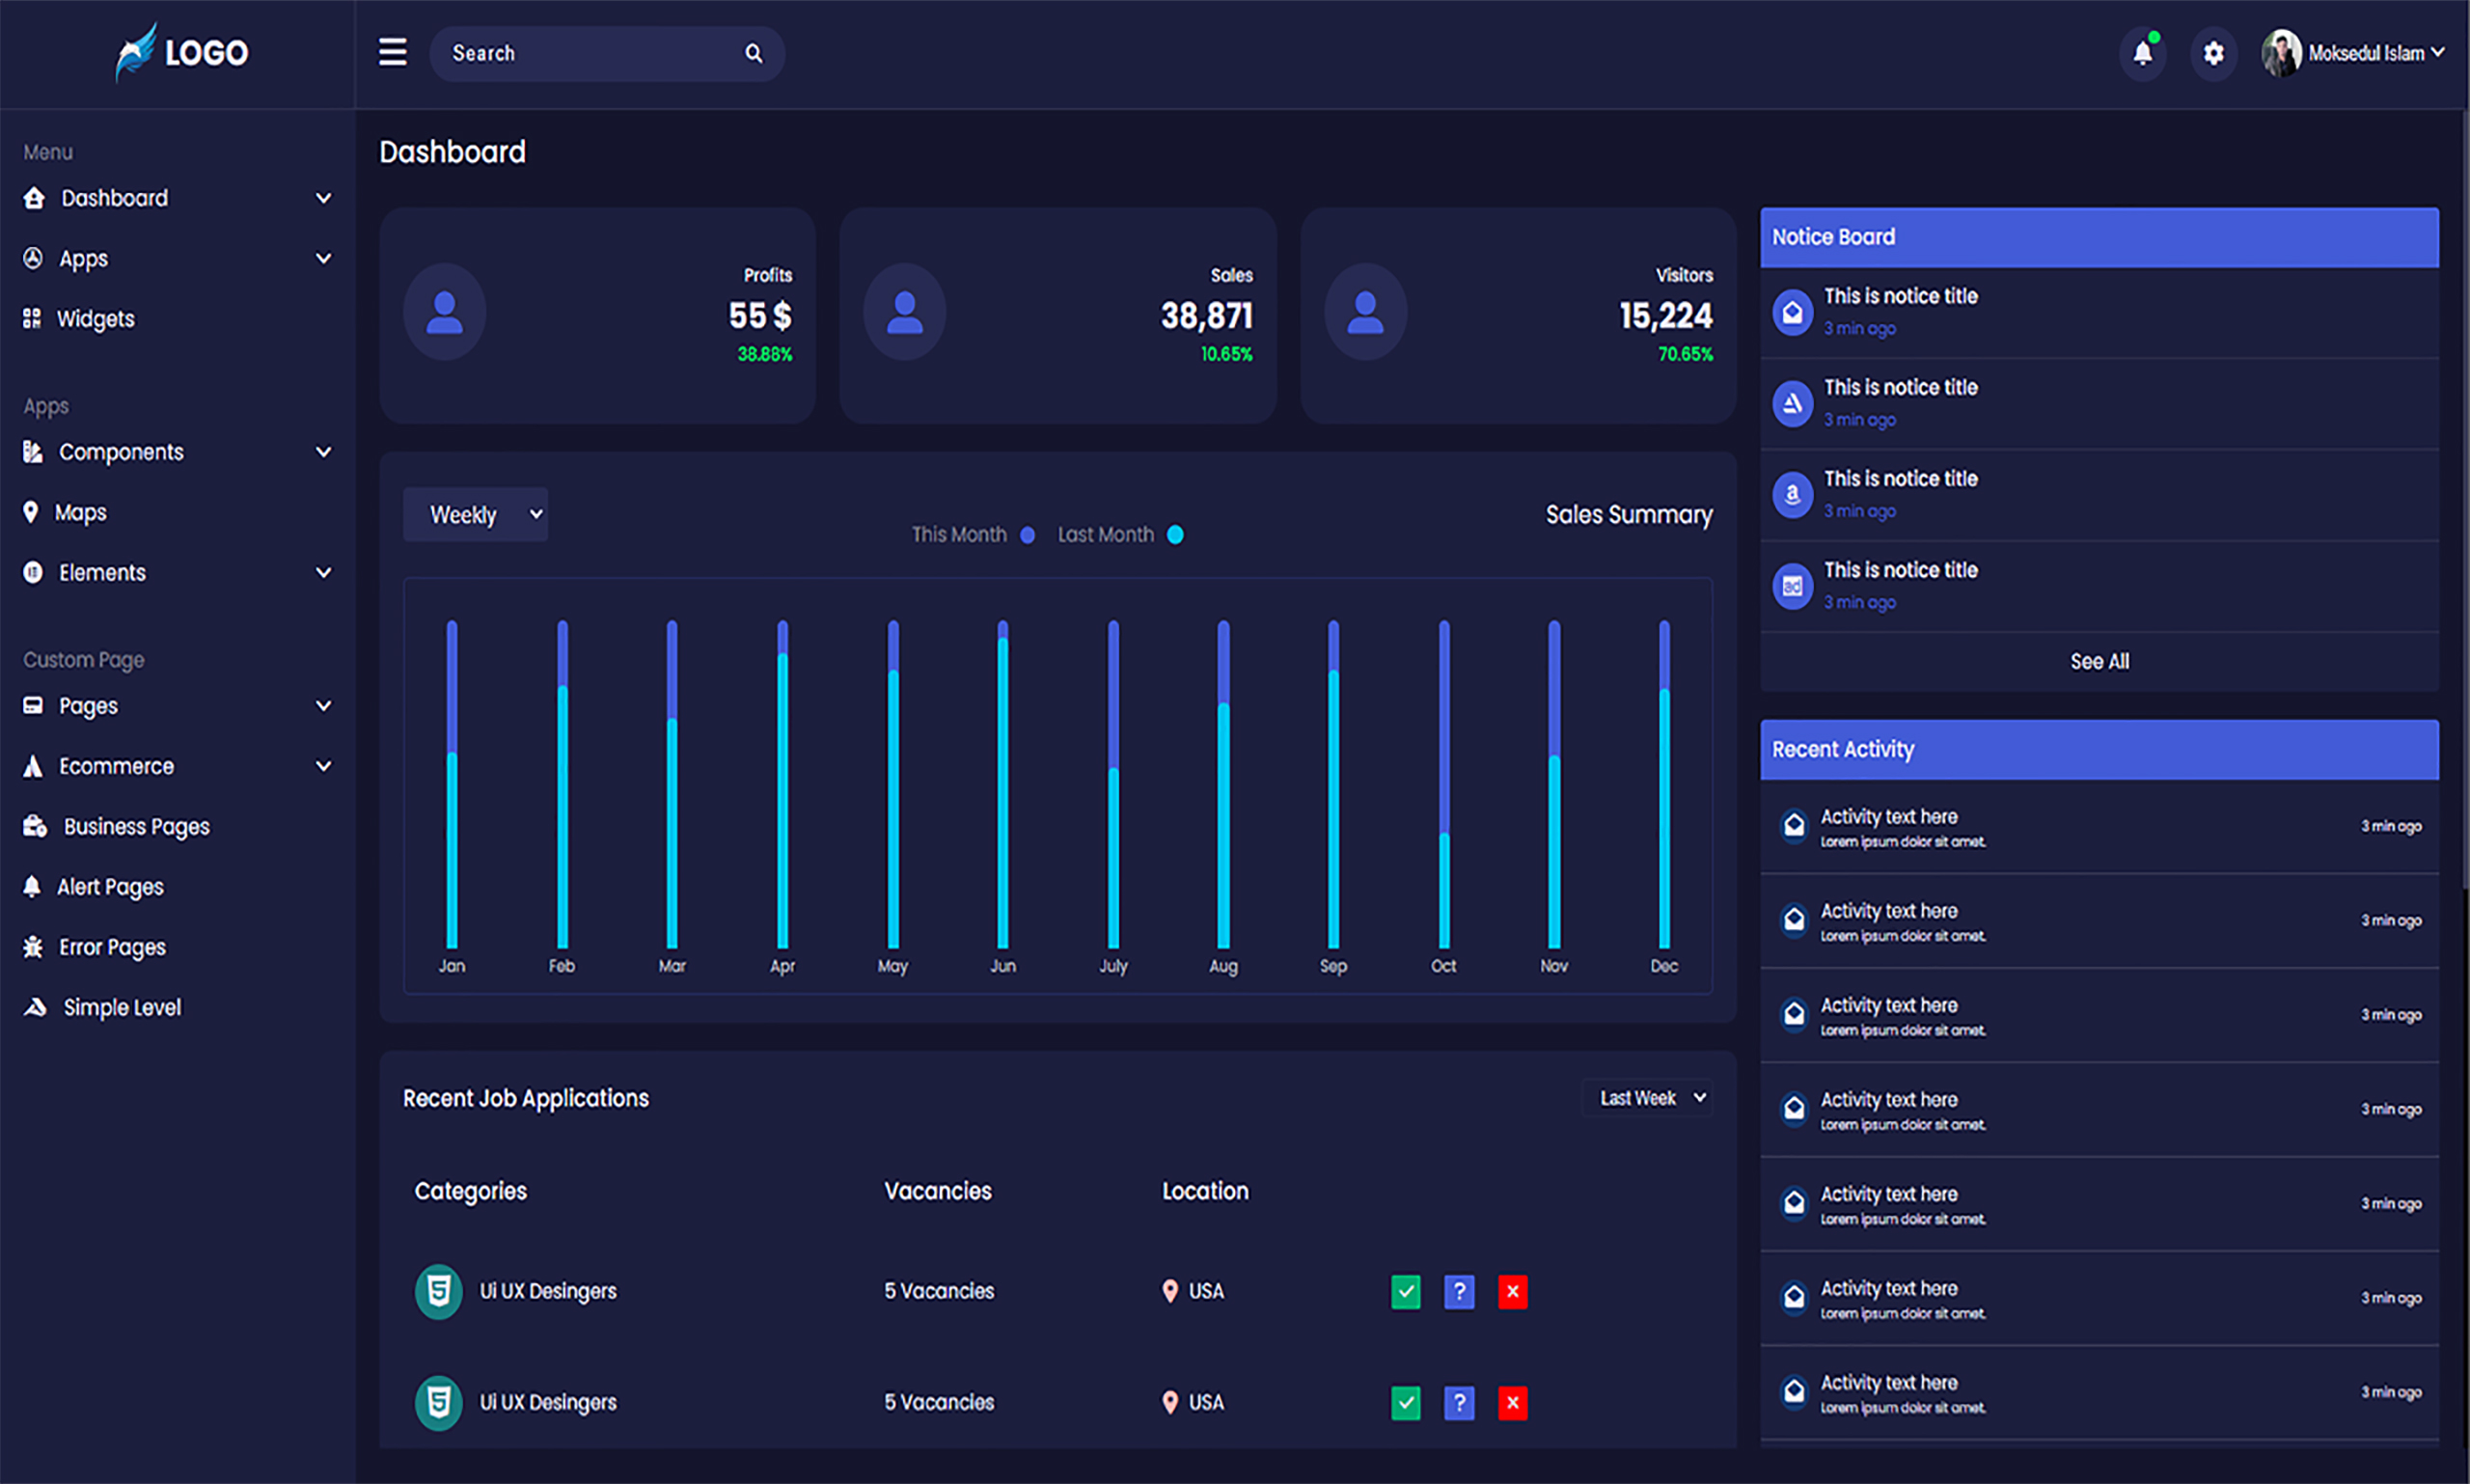 LOGO
Search
Moksedul Islam
Menu
Dashboard
Apps
Widgets
Apps
Components
Maps
Elements
Custom Page
Pages
Ecommerce
Business Pages
Alert Pages
Error Pages
Simple Level
Dashboard
Profits
55 $
38.88%
Sales
38,871
10.65%
Visitors
15,224
70.65%
Weekly
This Month
Last Month
Sales Summary
Jan Feb Mar Apr May Jun July Aug Sep Oct Nov Dec
Recent Job Applications
Last Week
Categories Vacancies Location
5 Ui UX Desingers 5 Vacancies USA ?
5 Ui UX Desingers 5 Vacancies USA ?
Notice Board
This is notice title
3 min ago
This is notice title
3 min ago
a
This is notice title
3 min ago
ad
This is notice title
3 min ago
See All
Recent Activity
Activity text here
Lorem ipsum dolor sit amet.
3 min ago
Activity text here
Lorem ipsum dolor sit amet.
3 min ago
Activity text here
Lorem ipsum dolor sit amet.
3 min ago
Activity text here
Lorem ipsum dolor sit amet.
3 min ago
Activity text here
Lorem ipsum dolor sit amet.
3 min ago
Activity text here
Lorem ipsum dolor sit amet.
3 min ago
Activity text here
Lorem ipsum dolor sit amet.
3 min ago